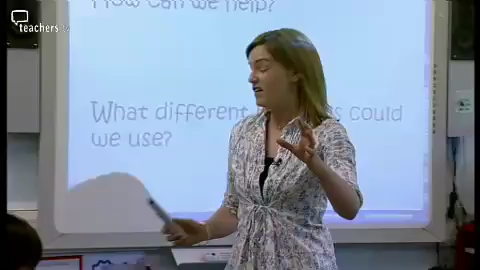 teachers
How can we help?
What different
could
we use?